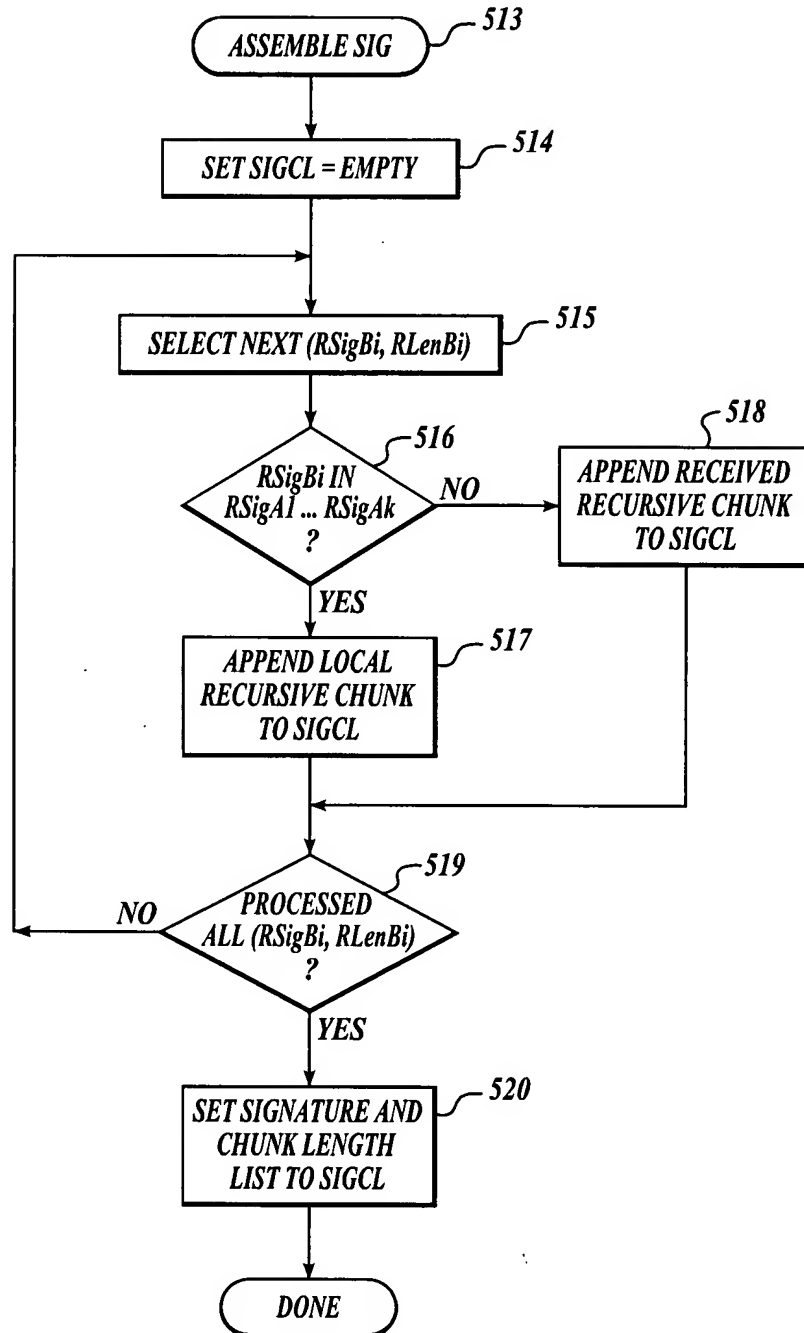 ASSEMBLE SIG
513
SET SIGCL = EMPTY
514
SELECT NEXT (RSigBi, RLenBi)
515
RSigBi IN
RSigA1 ... RSigAk
?
516
NO
YES
APPEND RECEIVED
RECURSIVE CHUNK
TO SIGCL
518
APPEND LOCAL
RECURSIVE CHUNK
TO SIGCL
517
PROCESSED
ALL (RSigBi, RLenBi)
?
519
NO
YES
SET SIGNATURE AND
CHUNK LENGTH
LIST TO SIGCL
520
DONE